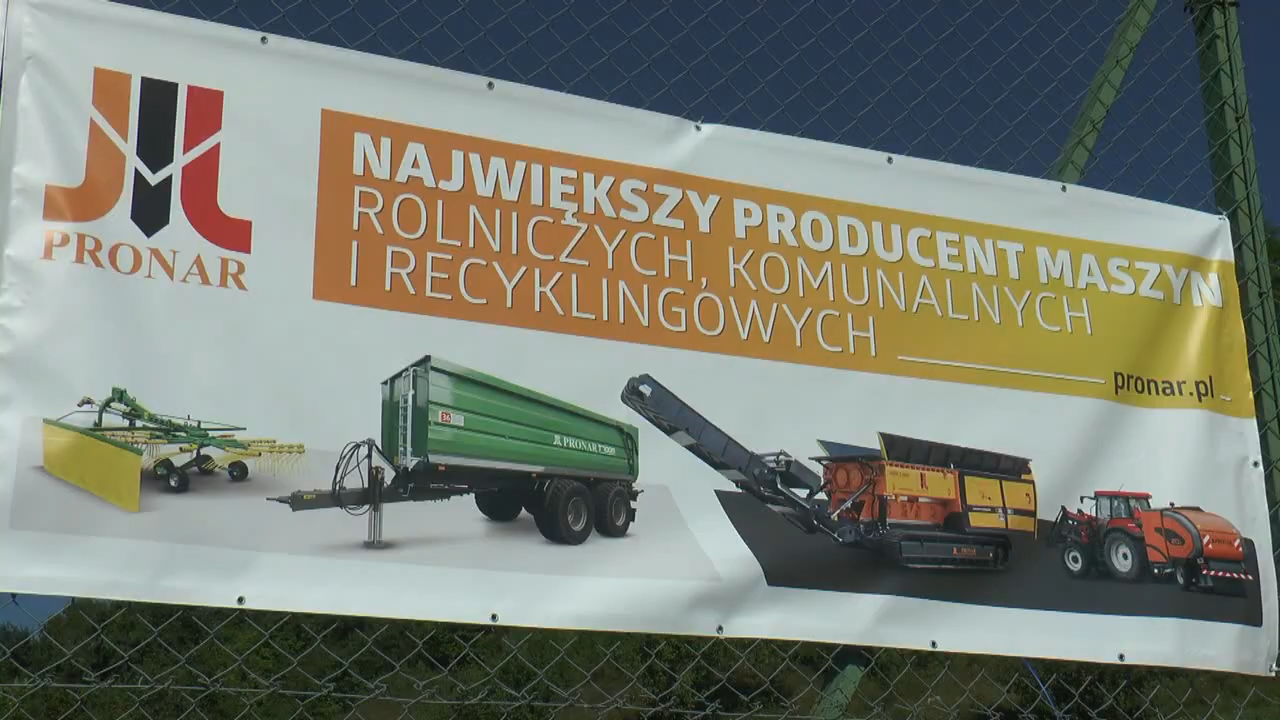 PRONAR
NAJWIĘKSZY PRODUCENT MASZYN
ROLNICZYCH, KOMUNALNYCH
I RECYKLINGOWYCH
pronar.pl
PRONAR